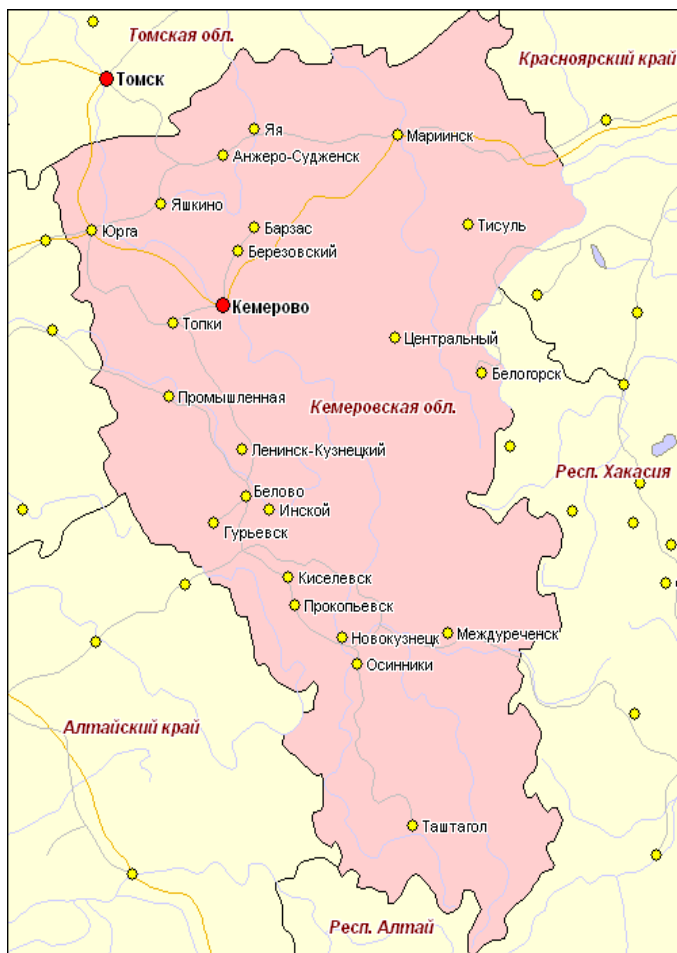 Томская обл.
Красноярский край
Томск
Яя
Мариинск
Анжеро-Судженск
Яшкино
Тисуль
Барзас
Юрга
Березовский
Кемерово
Топки
Центральный
Белогорск
Промышленная
Кемеровская обл.
Ленинск-Кузнецкий
Респ. Хакасия
Белово
Инской
Гурьевск
Киселевск
Прокопьевск
Междуреченск
Новокузнецк
Осинники
Алтайский край
Таштагол
Респ. Алтай